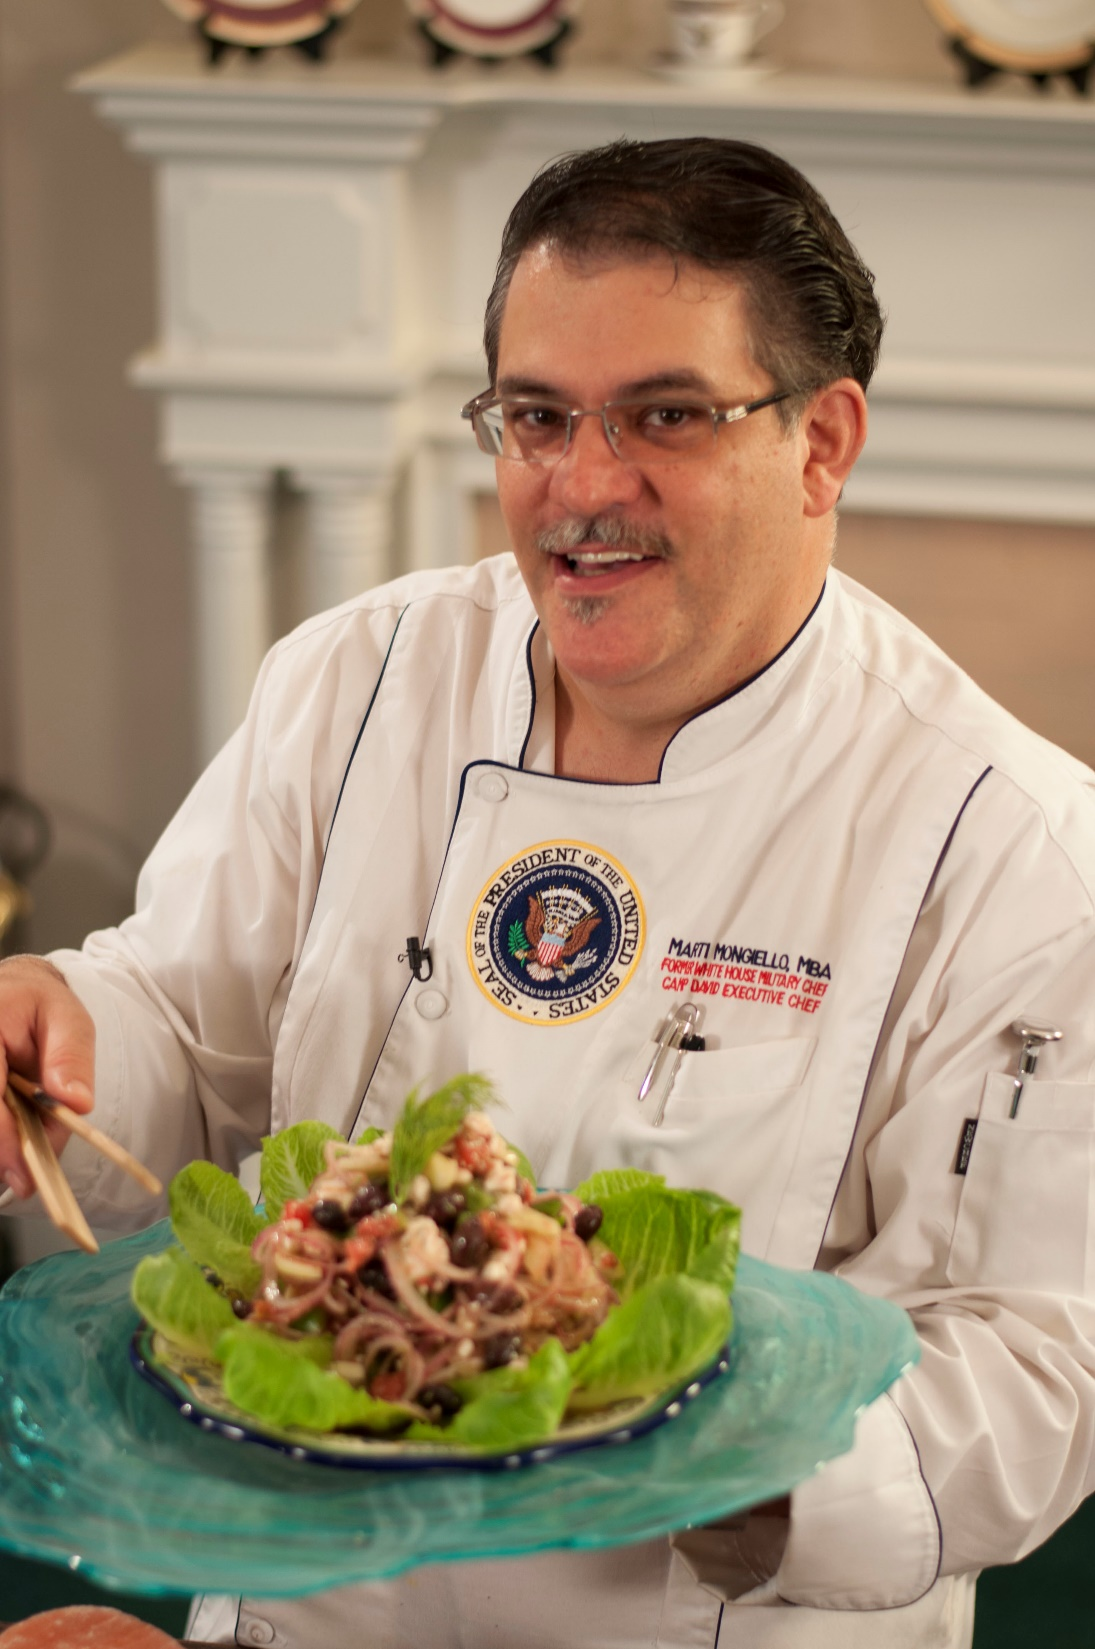 SEAL OF THE PRESIDENT OF THE UNITED STATES
MARTI MONGIELLO, MBA
FORMER WHITE HOUSE MILITARY CHEF
CAMP DAVID EXECUTIVE CHEF